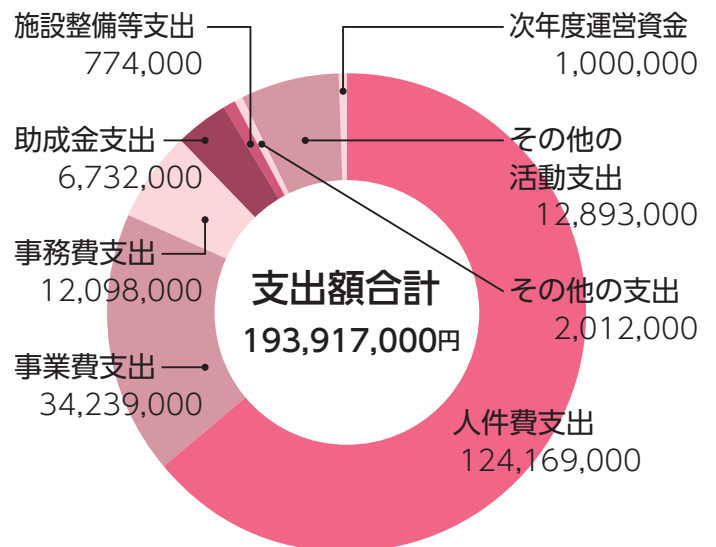 施設整備等支出
774,000
助成金支出
6,732,000
事務費支出
12,098,000
事業費支出
34,239,000
支出額合計
193,917,000円
次年度運営資金
1,000,000
その他の
活動支出
12,893,000
その他の支出
2,012,000
人件費支出
124,169,000